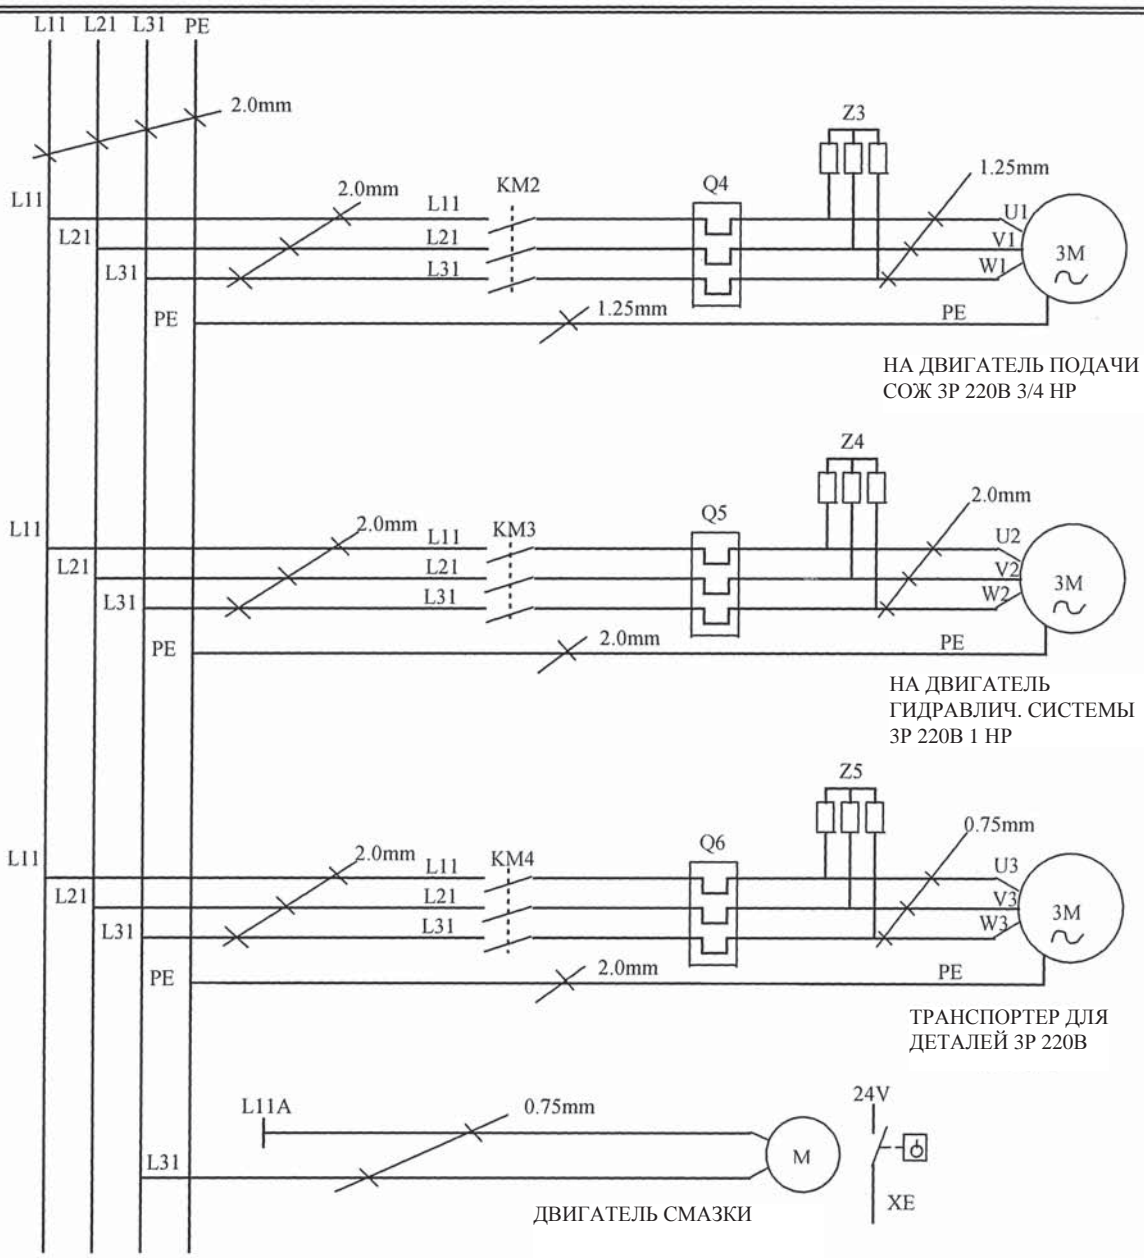 L11 L21 L31 PE
2.0mm
Z3
1.25mm
2.0mm
KM2
Q4
L11
L11
U1
L21
L21
V1
L31
L31
W1
3M
PE
1.25mm
PE
НА ДВИГАТЕЛЬ ПОДАЧИ
СОЖ 3Р 220В 3/4 НР
Z4
2.0mm
2.0mm
KM3
Q5
L11
L11
U2
L21
L21
V2
L31
L31
W2
3M
PE
2.0mm
PE
НА ДВИГАТЕЛЬ
ГИДРАВЛИЧ. СИСТЕМЫ
3Р 220В 1 НР
Z5
0.75mm
2.0mm
KM4
Q6
L11
L11
U3
L21
L21
V3
L31
L31
W3
3M
PE
2.0mm
PE
ТРАНСПОРТЕР ДЛЯ
ДЕТАЛЕЙ 3Р 220В
L11A
0.75mm
24V
L31
M
XE
ДВИГАТЕЛЬ СМАЗКИ